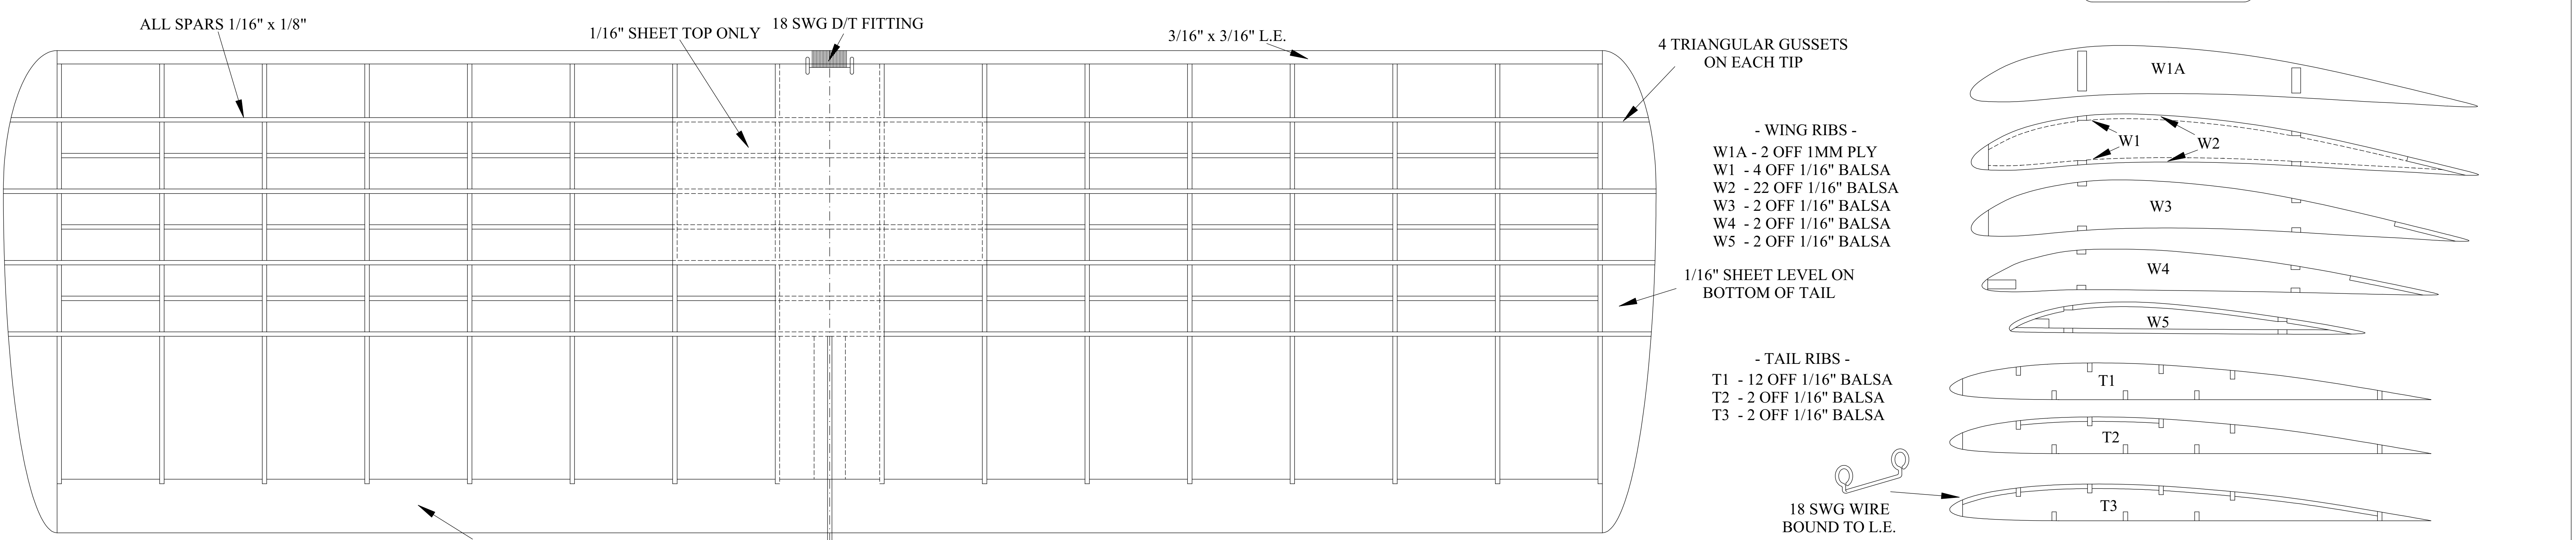 ALL SPARS 1/16" x 1/8"
1/16" SHEET TOP ONLY
18 SWG D/T FITTING
3/16" x 3/16" L.E.
4 TRIANGULAR GUSSETS
ON EACH TIP
- WING RIBS -
W1A - 2 OFF 1MM PLY
W1 - 4 OFF 1/16" BALSA
W2 - 22 OFF 1/16" BALSA
W3 - 2 OFF 1/16" BALSA
W4 - 2 OFF 1/16" BALSA
W5 - 2 OFF 1/16" BALSA
1/16" SHEET LEVEL ON
BOTTOM OF TAIL
- TAIL RIBS -
T1 - 12 OFF 1/16" BALSA
T2 - 2 OFF 1/16" BALSA
T3 - 2 OFF 1/16" BALSA
18 SWG WIRE
BOUND TO L.E.
W1A
W1
W2
W3
W4
W5
T1
T2
T3